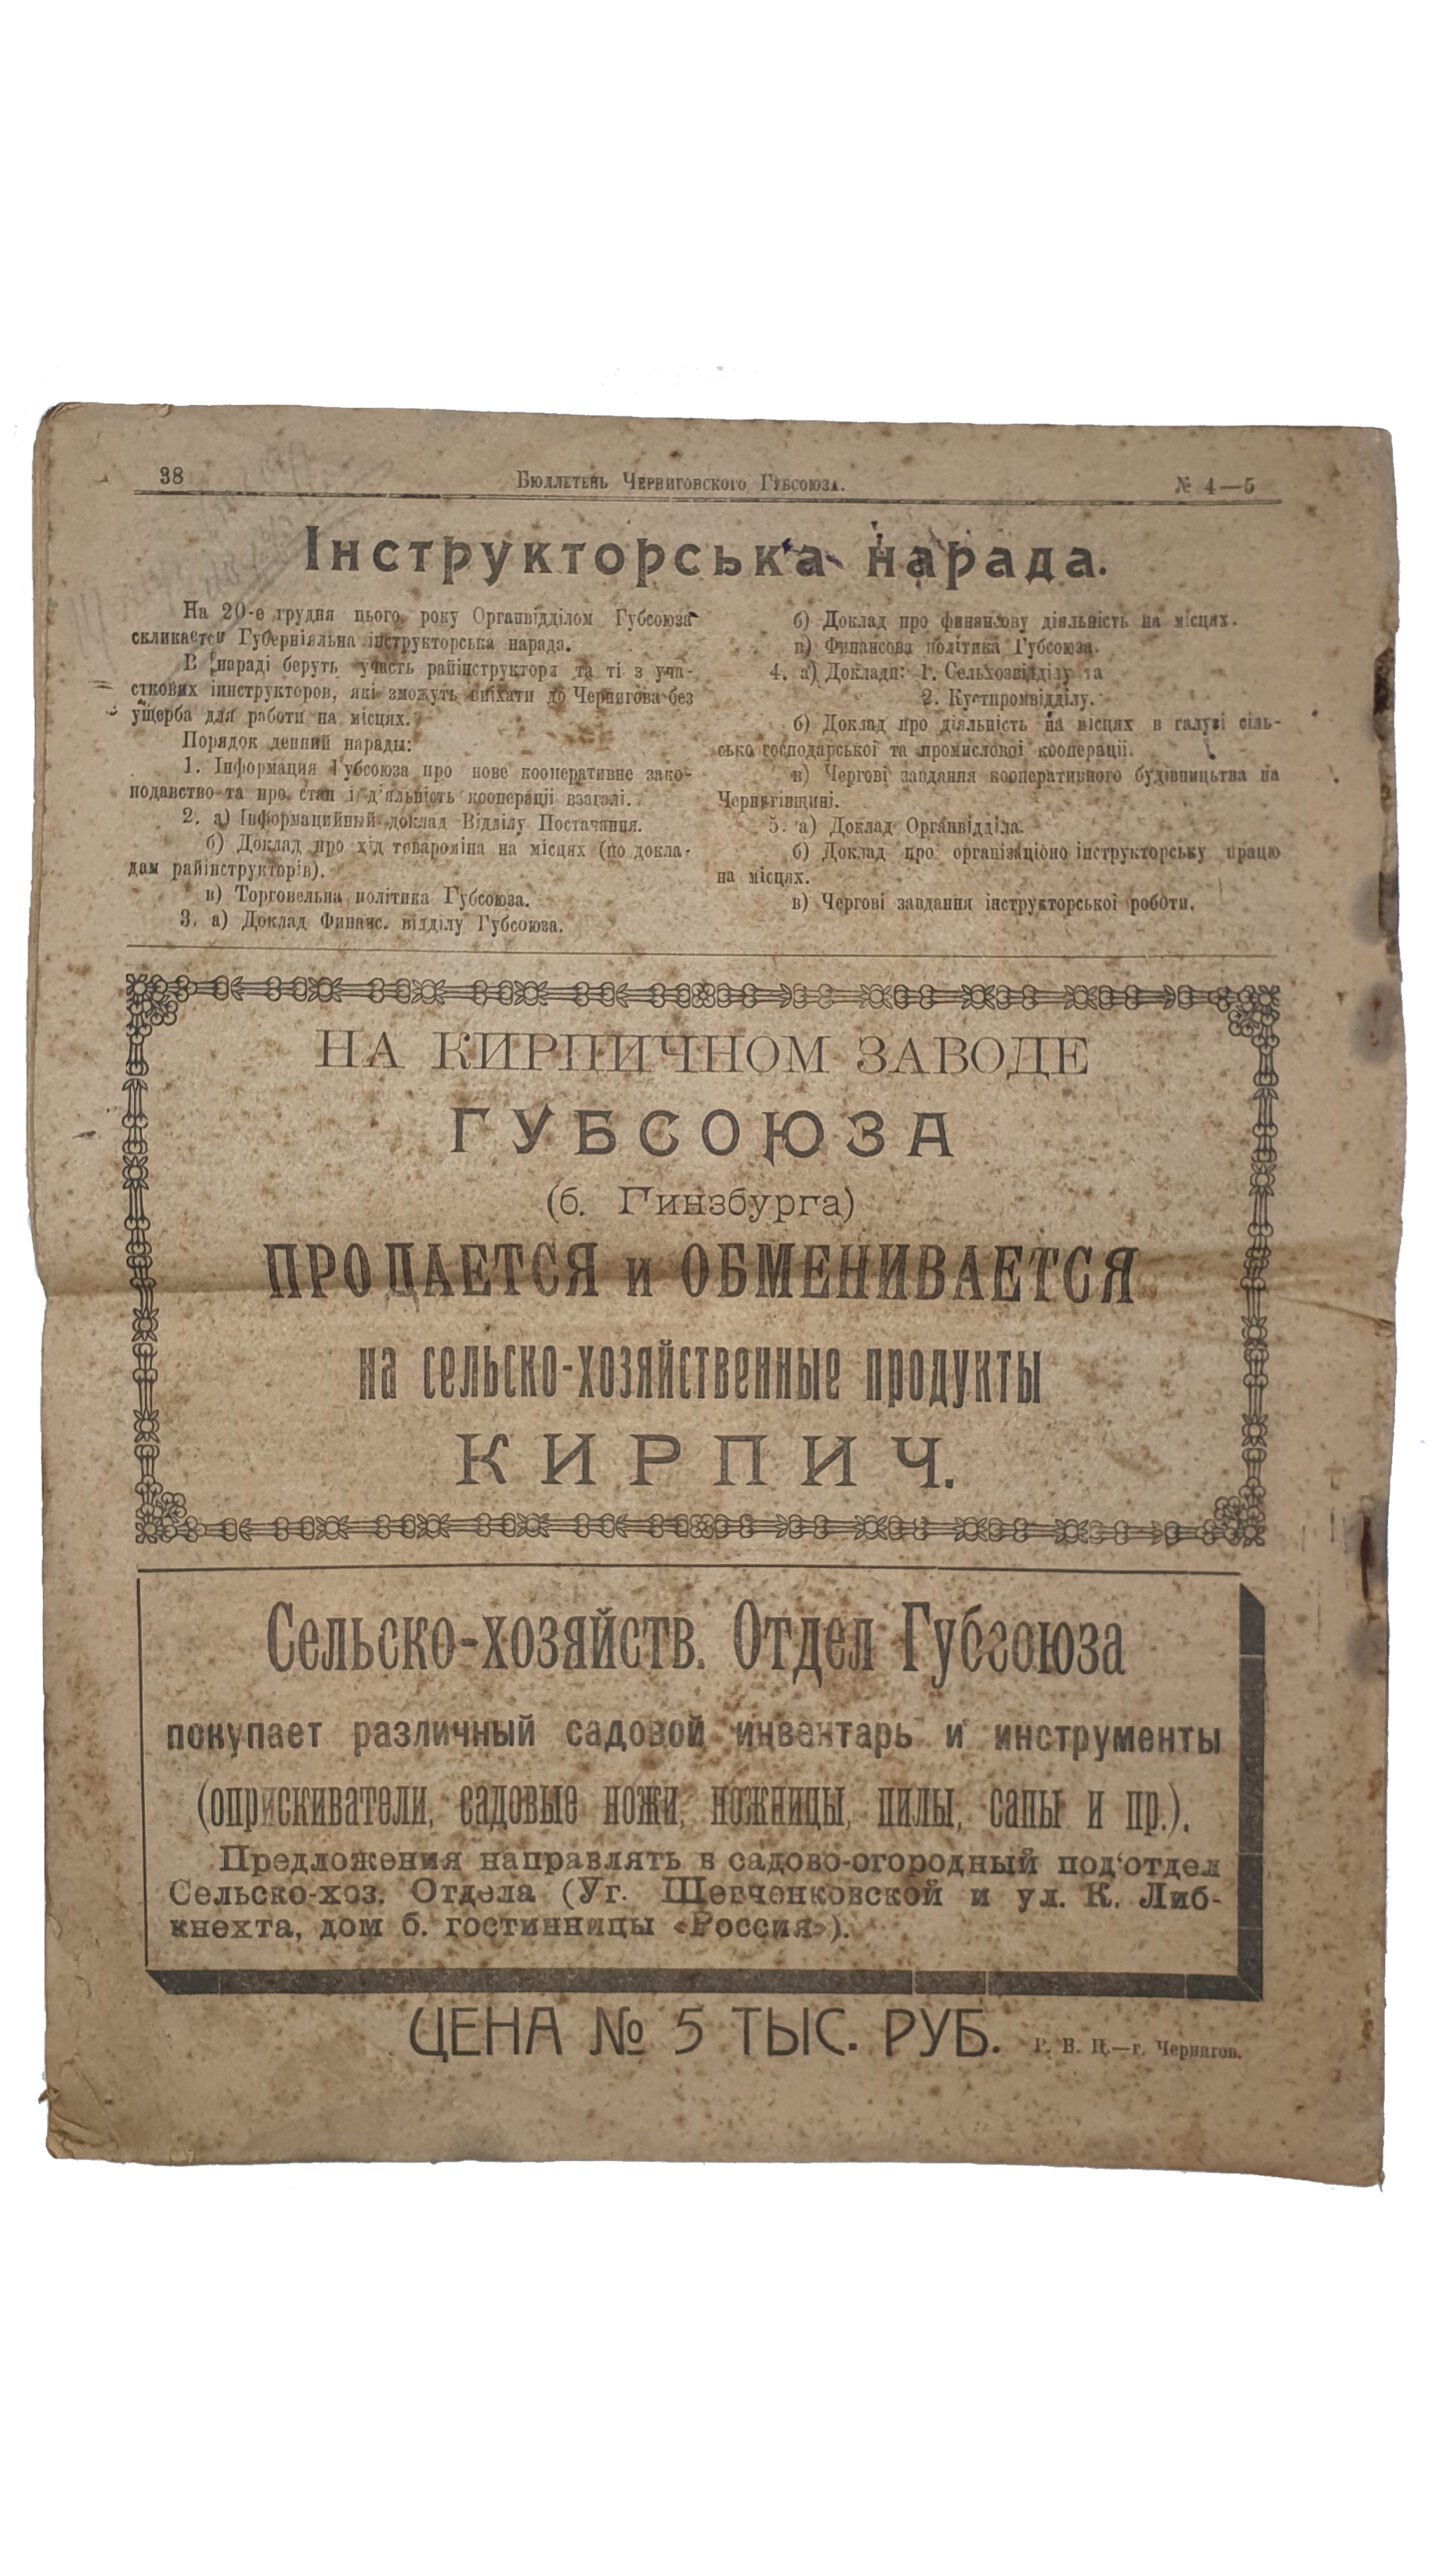 38
Бюллетень Черниговского Губсоюза.
№ 4—5
Інструкторська нарада.
На 20-е грудня цього року Органвідділом Губсоюза
скликается Губерніяльна інструкторська нарада.
В нараді беруть участь райінструктора та ті з уча-
сткових інинструкторов, які зможуть виїхати до Чернигова без
ущерба для работи на місцях.
Порядок денний наради:
1. Інформация Губсоюза про нове кооперативне зако-
нодавство та про стан і д'яльність кооперації взагалі.
2. а) Інформацийный доклад Відділу Постачання.
б) Доклад про хід товароміна на місцях (по докла-
дам райінструкторів).
в) Торговельна політика Губсоюза.
3. а) Доклад Финанс. відділу Губсоюза.
б) Доклад про финансову діяльність на місцях.
в) Финансова політика Губсоюза.
4. а) Доклади: 1. Сельхозвідділу та
2. Кустпромвідділу.
б) Доклад про діяльність на місцях в галузі сіль-
сько господарської та промислової кооперації.
в) Чергові завдання кооперативного будівництва на
Чернігівщині.
5. а) Доклад Органвідділа.
б) Доклад про організаціоно інструкторську працю
на місцях.
в) Чергові завдання інструкторської роботи.
НА КИРПИЧНОМ ЗАВОДЕ
ГУБСОЮЗА
(б. Гинзбурга)
ПРОДАЕТСЯ и ОБМЕНИВАЕТСЯ
на сельско-хозяйственные продукты
КИРПИЧ.
Сельско-хозяйств. Отдел Губсоюза
покупает различный садовой инвентарь и инструменты
(оприскиватели, садовые ножи, ножницы, пилы, сапы и пр.).
Предложения направлять в садово-огородный под'отдел
Сельско-хоз. Отдела (Уг. Шевченковской и ул. К. Либ-
кнехта, дом б. гостинницы «Россия»).
ЦЕНА № 5 ТЫС. РУБ.
Р. В. Ц.—г. Чернигов.